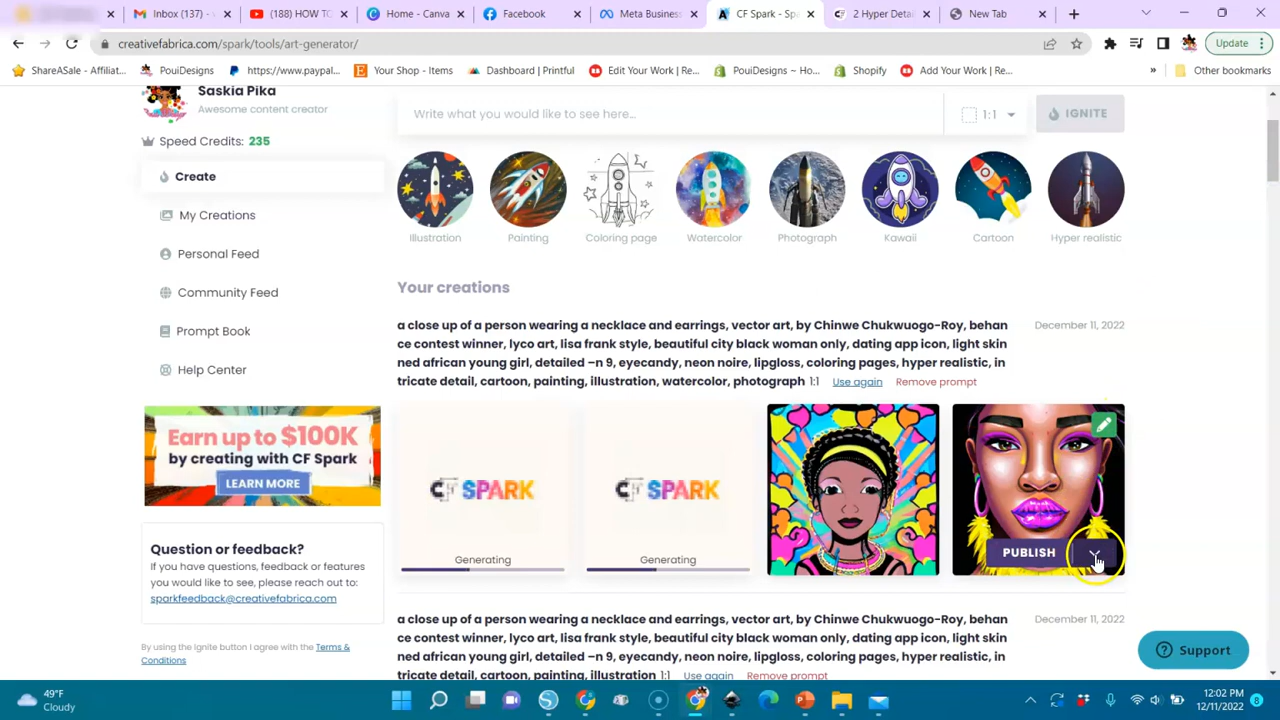 Inbox (137) -
(188) HOW TO
Home - Canva
Facebook
Meta Business
CF Spark - Spa
2 Hyper Deta
New Tab
creativefabrica.com/spark/tools/art-generator/
Update
ShareASale - Affiliat...
PouiDesigns
https://www.paypal...
Your Shop - Items
Dashboard | Printful
Edit Your Work | Re...
PouiDesigns ~ Ho...
Shopify
Add Your Work | Re...
»
Other bookmarks
Saskia Pika
Awesome content creator
Write what you would like to see here...
1:1
IGNITE
Speed Credits: 235
Create
My Creations
Personal Feed
Community Feed
Prompt Book
Help Center
Illustration
Painting
Coloring page
Watercolor
Photograph
Kawaii
Cartoon
Hyper realistic
Your creations
a close up of a person wearing a necklace and earrings, vector art, by Chinwe Chukwuogo-Roy, behan
ce contest winner, lyco art, lisa frank style, beautiful city black woman only, dating app icon, light skin
ned african young girl, detailed –n 9, eyecandy, neon noire, lipgloss, coloring pages, hyper realistic, in
tricate detail, cartoon, painting, illustration, watercolor, photograph 1:1 Use again Remove prompt
December 11, 2022
CF SPARK
Generating
CF SPARK
Generating
PUBLISH
Earn up to $100K
by creating with CF Spark
LEARN MORE
Question or feedback?
If you have questions, feedback or features
you would like to see, please reach out to:
sparkfeedback@creativefabrica.com
By using the ignite button I agree with the Terms &
Conditions
a close up of a person wearing a necklace and earrings, vector art, by Chinwe Chukwuogo-Roy, behan
ce contest winner, lyco art, lisa frank style, beautiful city black woman only, dating app icon, light skin
ned african young girl, detailed –n 9, eyecandy, neon noire, lipgloss, coloring pages, hyper realistic, in
tricate detail, cartoon, painting, illustration 1:1 Use again Remove prompt
December 11, 2022
Support
49°F
Cloudy
12:02 PM
12/11/2022
8